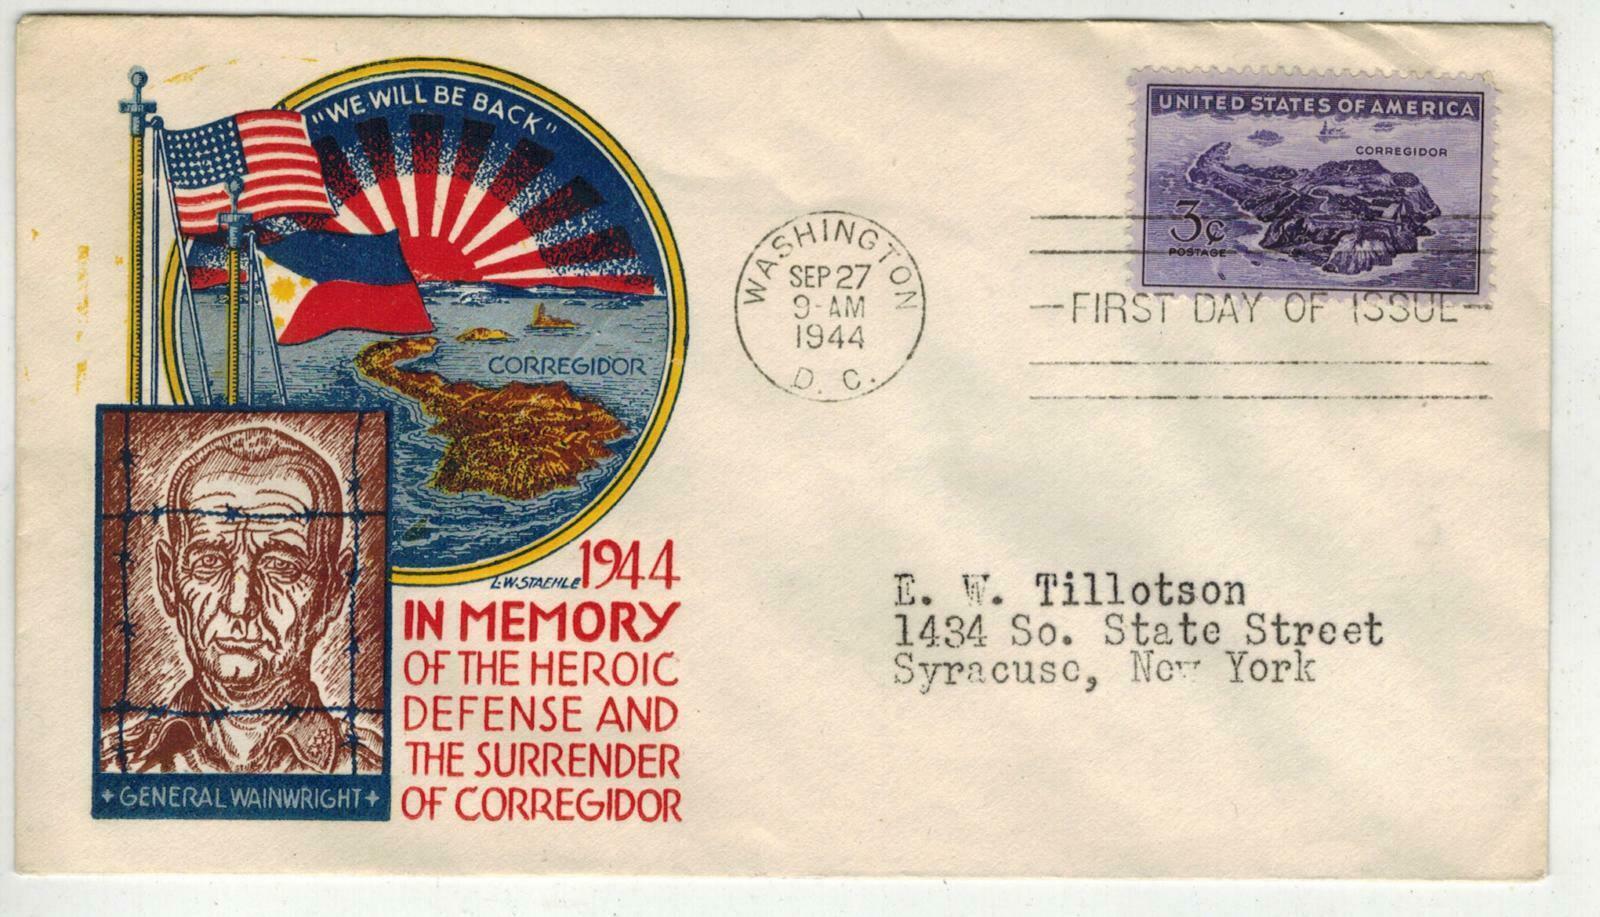 "WE WILL BE BACK"
CORREGIDOR
L.W. STAEHLE
1944
IN MEMORY
OF THE HEROIC
DEFENSE AND
THE SURRENDER
OF CORREGIDOR
+ GENERAL WAINWRIGHT +
WASHINGTON
SEP 27
9-AM
1944
D. C.
UNITED STATES OF AMERICA
CORREGIDOR
3¢
POSTAGE
FIRST DAY OF ISSUE
E. W. Tillotson
1434 So. State Street
Syracuse, New York